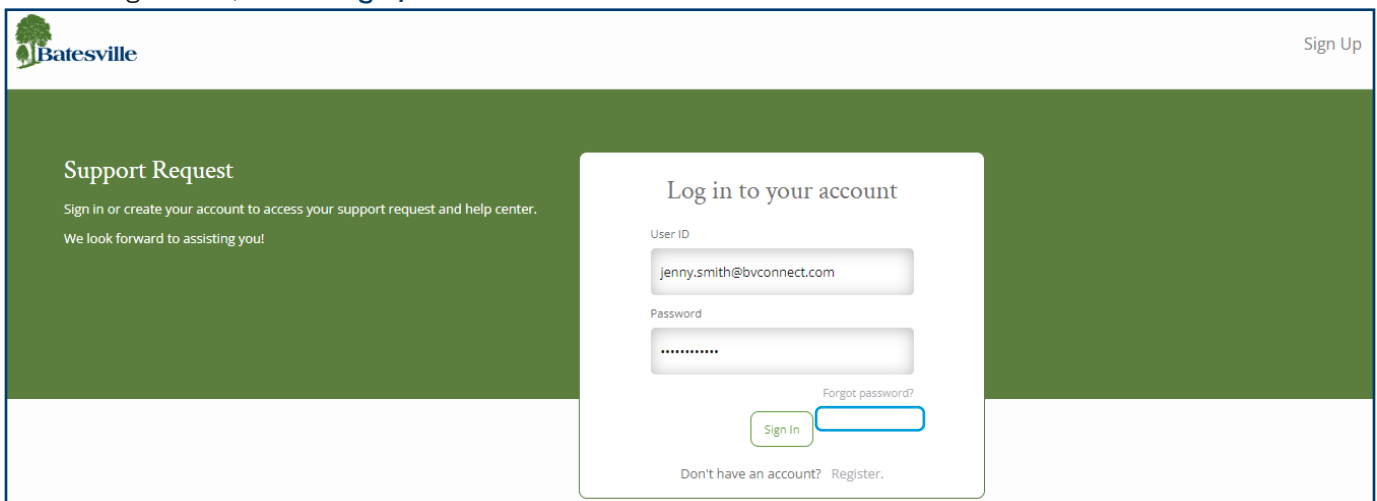 Batesville
Sign Up
Support Request
Sign in or create your account to access your support request and help center.
We look forward to assisting you!
Log in to your account
User ID
jenny.smith@bvconnect.com
Password
••••••••••••
Forgot password?
Sign In
Don't have an account? Register.